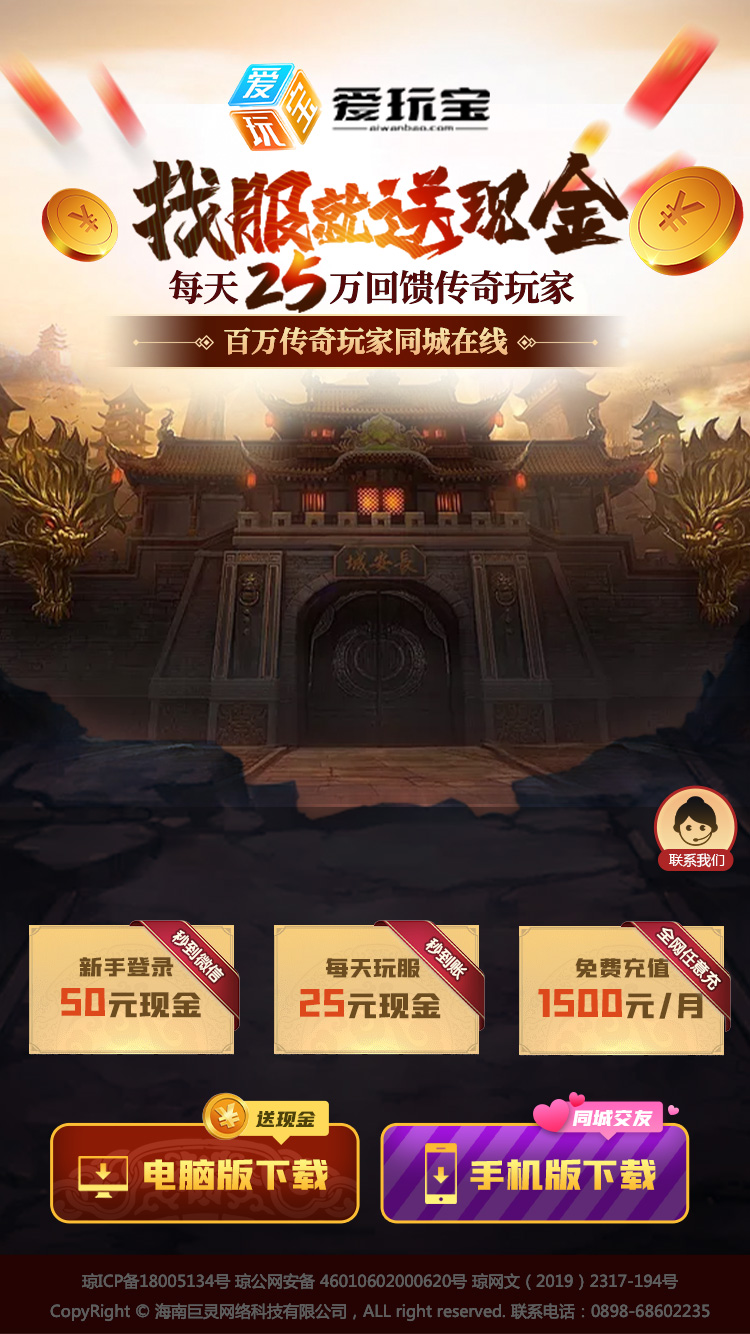 爱
玩
宝
爱玩宝
aiwanbao.com
找服就送现金
每天25万回馈传奇玩家
百万传奇玩家同城在线
長安城
联系我们
新手登录
50元现金
秒到微信
每天玩服
25元现金
秒到账
免费充值
1500元/月
全网任意充
送现金
电脑版下载
同城交友
手机版下载
琼ICP备18005134号 琼公网安备 46010602000620号 琼网文（2019）2317-194号
CopyRight © 海南巨灵网络科技有限公司，ALL right reserved. 联系电话：0898-68602235